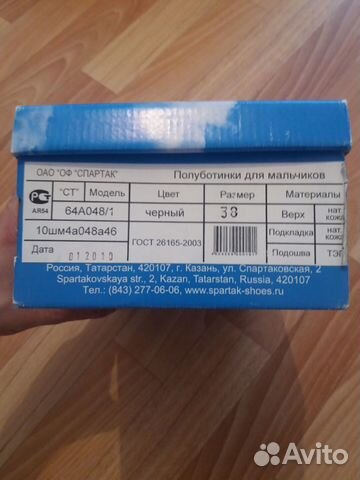 ОАО "ОФ "СПАРТАК" Полуботинки для мальчиков
"СТ" Модель Цвет Размер Материалы
РС АЯ54 64А048/1 черный 38 Верх нат. кожа
10шм4а048а46 ГОСТ 26165-2003 Подкладка нат. кожа
Дата 012010 Подошва ТЭП
Россия, Татарстан, 420107, г. Казань, ул. Спартаковская, 2
Spartakovskaya str., 2, Kazan, Tatarstan, Russia, 420107
Тел.: (843) 277-06-06, www.spartak-shoes.ru
Avito